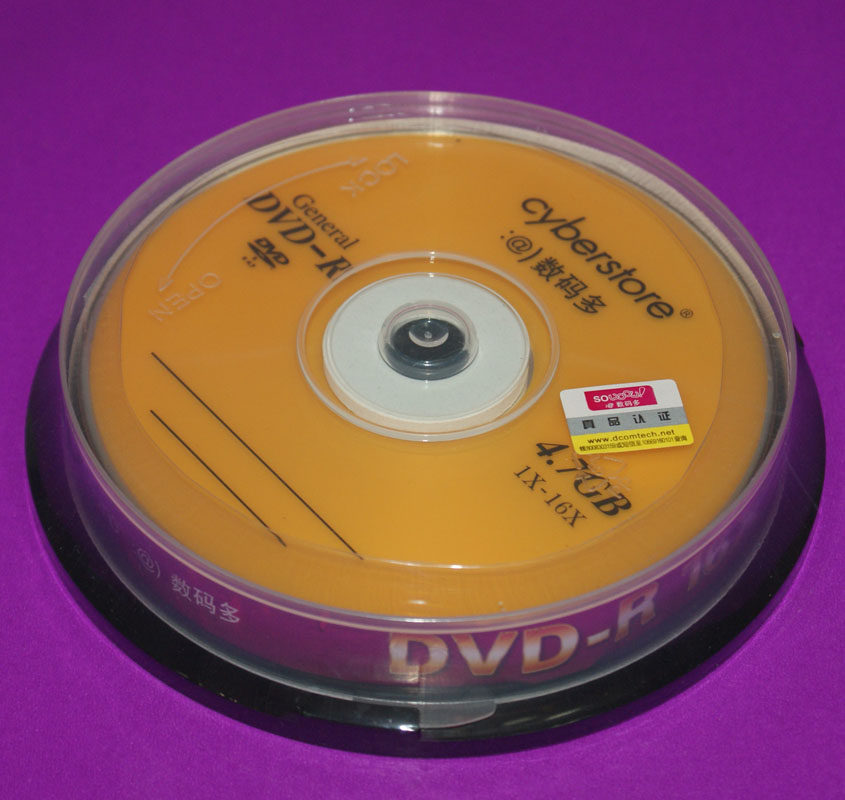 LOCK
OPEN
General
DVD-R
DVD
cyberstore®
:@) 数码多
数码多
真品认证
www.dcomtech.net
4.7GB
1X-16X
@) 数码多
DVD-R 16